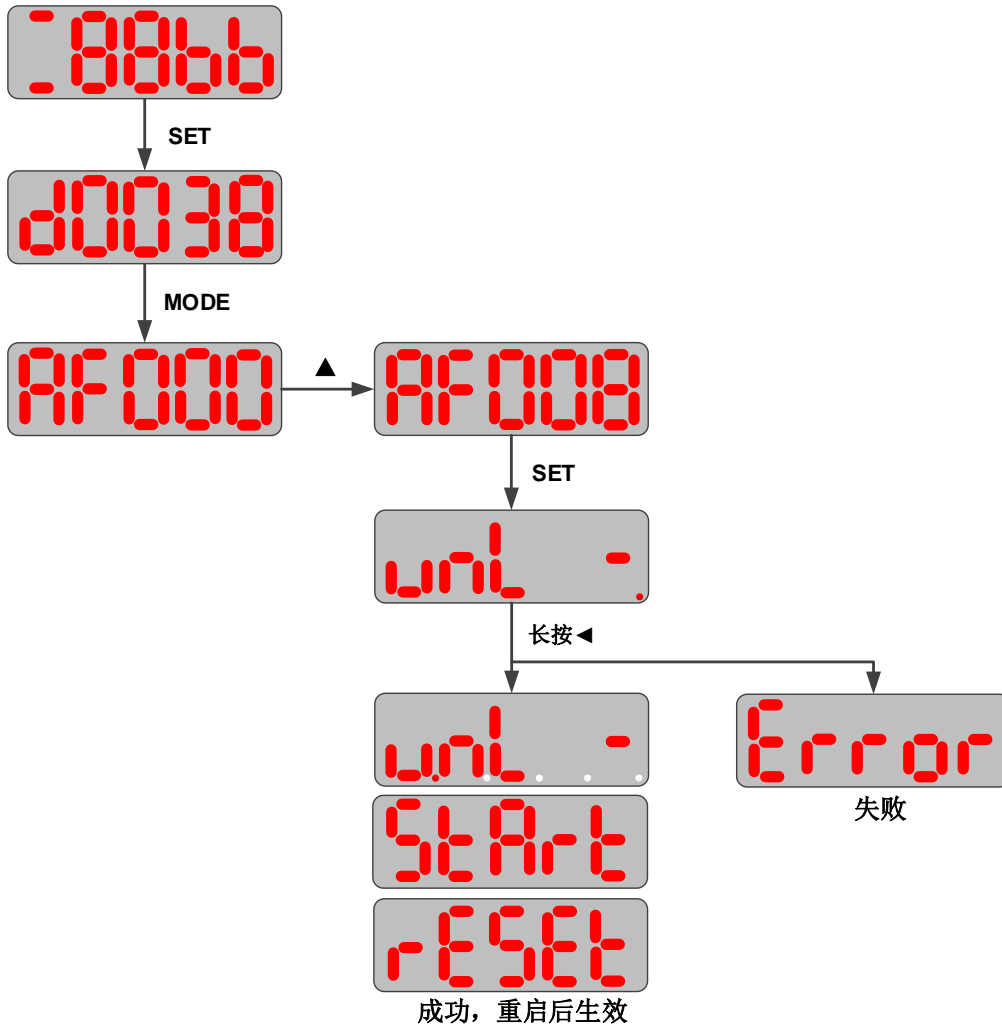 88bb
SET
d0038
MODE
AF000
▲
AF008
SET
unL -.
长按◄
unL -
Error
失败
StArt
rESEt
成功，重启后生效